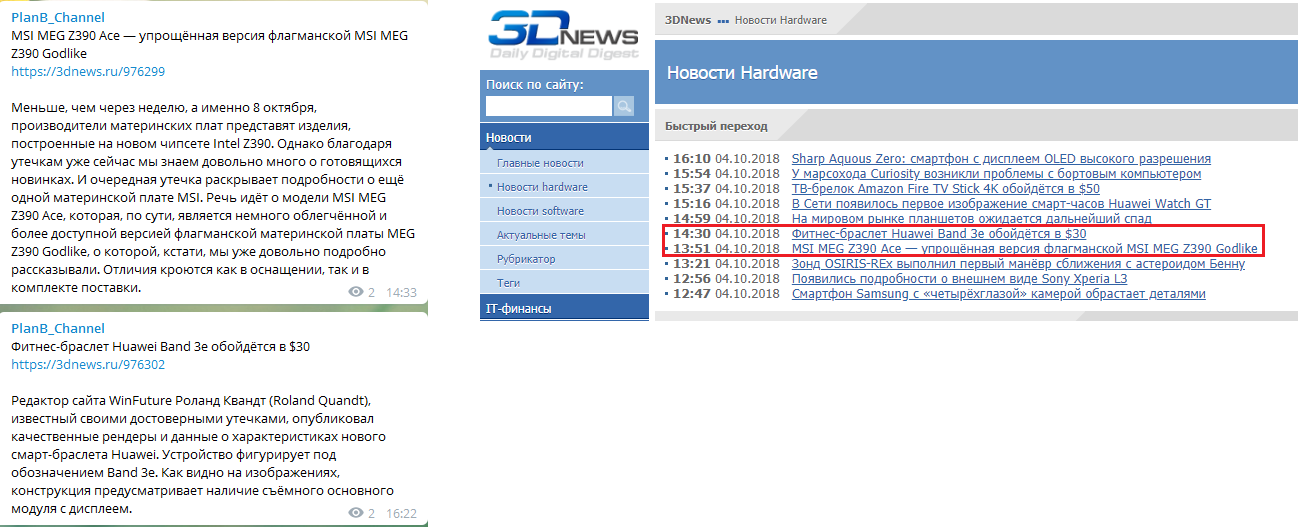 PlanB_Channel
MSI MEG Z390 Ace — упрощённая версия флагманской MSI MEG
Z390 Godlike
https://3dnews.ru/976299
Меньше, чем через неделю, а именно 8 октября,
производители материнских плат представят изделия,
построенные на новом чипсете Intel Z390. Однако благодаря
утечкам уже сейчас мы знаем довольно много о готовящихся
новинках. И очередная утечка раскрывает подробности о ещё
одной материнской плате MSI. Речь идёт о модели MSI MEG
Z390 Ace, которая, по сути, является немного облегчённой и
более доступной версией флагманской материнской платы MEG
Z390 Godlike, о которой, кстати, мы уже довольно подробно
рассказывали. Отличия кроются как в оснащении, так и в
комплекте поставки.
2 14:33
PlanB_Channel
Фитнес-браслет Huawei Band 3e обойдётся в $30
https://3dnews.ru/976302
Редактор сайта WinFuture Роланд Квандт (Roland Quandt),
известный своими достоверными утечками, опубликовал
качественные рендеры и данные о характеристиках нового
смарт-браслета Huawei. Устройство фигурирует под
обозначением Band 3e. Как видно на изображениях,
конструкция предусматривает наличие съёмного основного
модуля с дисплеем.
2 16:22
3DNEWS
Daily Digital Digest
Поиск по сайту:
Новости
Главные новости
Новости hardware
Новости software
Актуальные темы
Рубрикатор
Теги
IT-финансы
3DNews Новости Hardware
Новости Hardware
Быстрый переход
16:10 04.10.2018 Sharp Aquous Zero: смартфон с дисплеем OLED высокого разрешения
15:54 04.10.2018 У марсохода Curiosity возникли проблемы с бортовым компьютером
15:37 04.10.2018 ТВ-брелок Amazon Fire TV Stick 4K обойдётся в $50
15:16 04.10.2018 В Сети появилось первое изображение смарт-часов Huawei Watch GT
14:59 04.10.2018 На мировом рынке планшетов ожидается дальнейший спад
14:30 04.10.2018 Фитнес-браслет Huawei Band 3e обойдётся в $30
13:51 04.10.2018 MSI MEG Z390 Ace — упрощённая версия флагманской MSI MEG Z390 Godlike
13:21 04.10.2018 Зонд OSIRIS-REx выполнил первый манёвр сближения с астероидом Бенну
12:56 04.10.2018 Появились подробности о внешнем виде Sony Xperia L3
12:47 04.10.2018 Смартфон Samsung с «четырёхглазой» камерой обрастает деталями